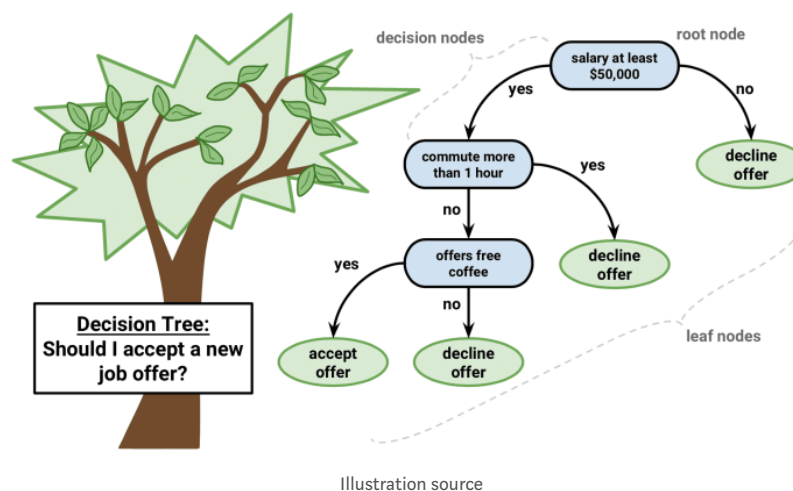 decision nodes
root node
salary at least
$50,000
yes
no
commute more
than 1 hour
yes
decline
offer
no
offers free
coffee
decline
offer
yes
no
Decision Tree:
Should I accept a new
job offer?
accept
offer
decline
offer
leaf nodes
Illustration source